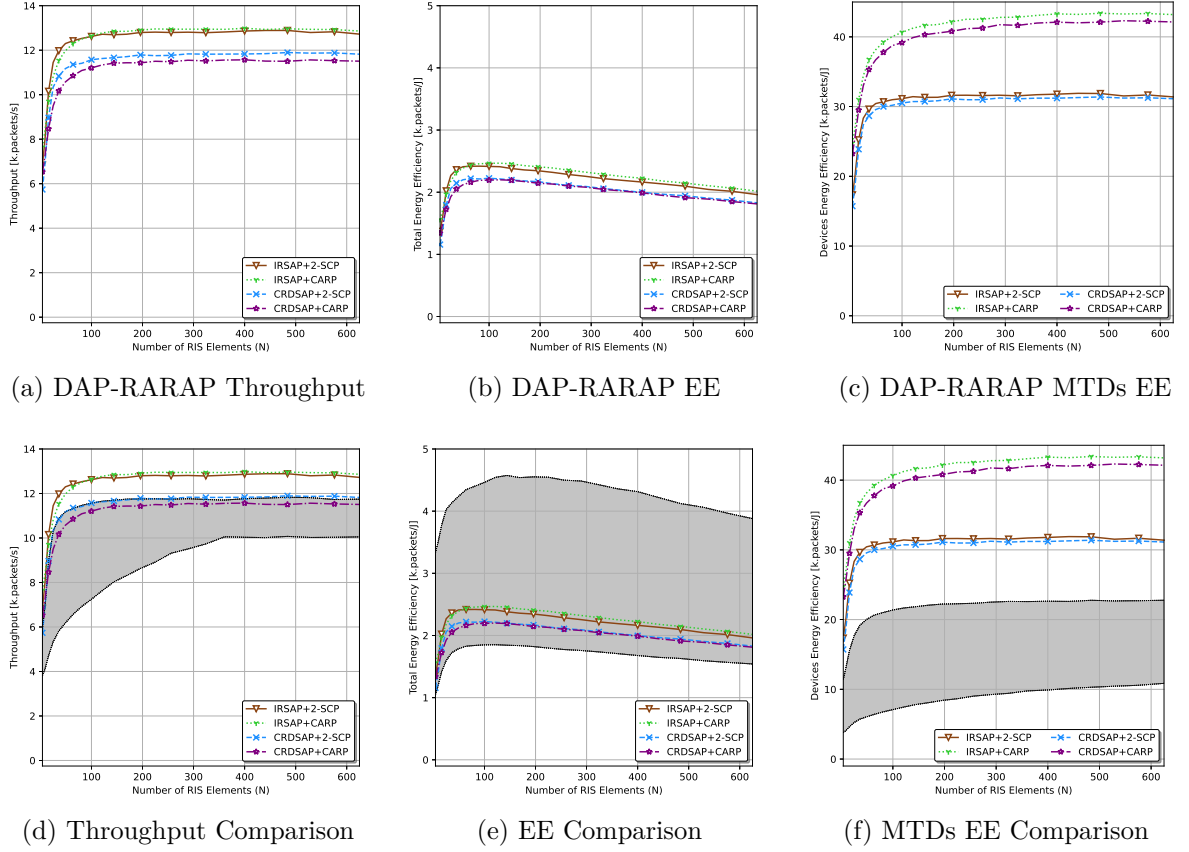 14
12
10
8
6
4
2
0
Throughput [k.packets/s]
IRSAP+2-SCP
IRSAP+CARP
CRDSAP+2-SCP
CRDSAP+CARP
100 200 300 400 500 600
Number of RIS Elements (N)
(a) DAP-RARAP Throughput
5
4
3
2
1
0
Total Energy Efficiency [k.packets/J]
IRSAP+2-SCP
IRSAP+CARP
CRDSAP+2-SCP
CRDSAP+CARP
100 200 300 400 500 600
Number of RIS Elements (N)
(b) DAP-RARAP EE
40
30
20
10
0
Devices Energy Efficiency [k.packets/J]
IRSAP+2-SCP CRDSAP+2-SCP
IRSAP+CARP CRDSAP+CARP
100 200 300 400 500 600
Number of RIS Elements (N)
(c) DAP-RARAP MTDs EE
14
12
10
8
6
4
2
0
Throughput [k.packets/s]
IRSAP+2-SCP
IRSAP+CARP
CRDSAP+2-SCP
CRDSAP+CARP
100 200 300 400 500 600
Number of RIS Elements (N)
(d) Throughput Comparison
5
4
3
2
1
0
Total Energy Efficiency [k.packets/J]
IRSAP+2-SCP
IRSAP+CARP
CRDSAP+2-SCP
CRDSAP+CARP
100 200 300 400 500 600
Number of RIS Elements (N)
(e) EE Comparison
40
30
20
10
0
Devices Energy Efficiency [k.packets/J]
IRSAP+2-SCP CRDSAP+2-SCP
IRSAP+CARP CRDSAP+CARP
100 200 300 400 500 600
Number of RIS Elements (N)
(f) MTDs EE Comparison